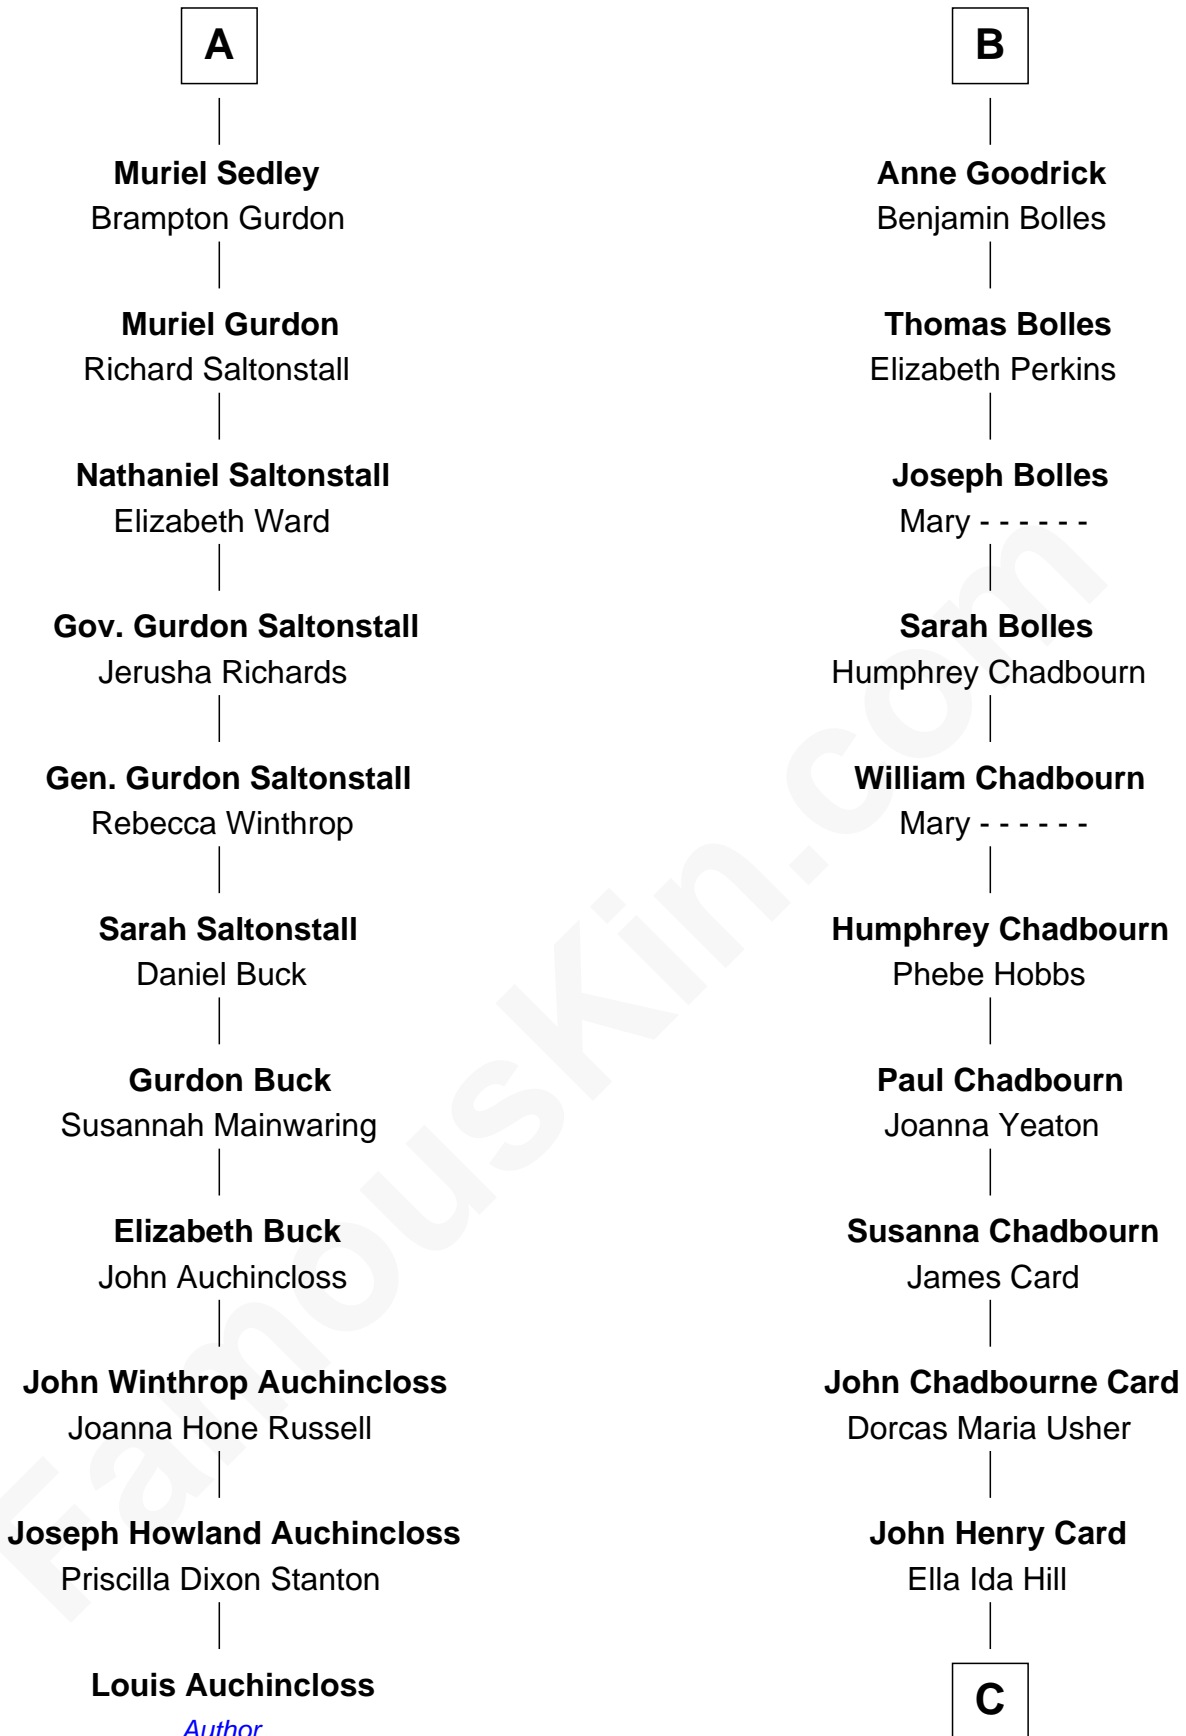 A
Muriel Sedley
Brampton Gurdon
Muriel Gurdon
Richard Saltonstall
Nathaniel Saltonstall
Elizabeth Ward
Gov. Gurdon Saltonstall
Jerusha Richards
Gen. Gurdon Saltonstall
Rebecca Winthrop
Sarah Saltonstall
Daniel Buck
Gurdon Buck
Susannah Mainwaring
Elizabeth Buck
John Auchincloss
John Winthrop Auchincloss
Joanna Hone Russell
Joseph Howland Auchincloss
Priscilla Dixon Stanton
Louis Auchincloss
Author
B
Anne Goodrick
Benjamin Bolles
Thomas Bolles
Elizabeth Perkins
Joseph Bolles
Mary - - - - - -
Sarah Bolles
Humphrey Chadbourn
William Chadbourn
Mary - - - - - -
Humphrey Chadbourn
Phebe Hobbs
Paul Chadbourn
Joanna Yeaton
Susanna Chadbourn
James Card
John Chadbourne Card
Dorcas Maria Usher
John Henry Card
Ella Ida Hill
C
FamousKin.com